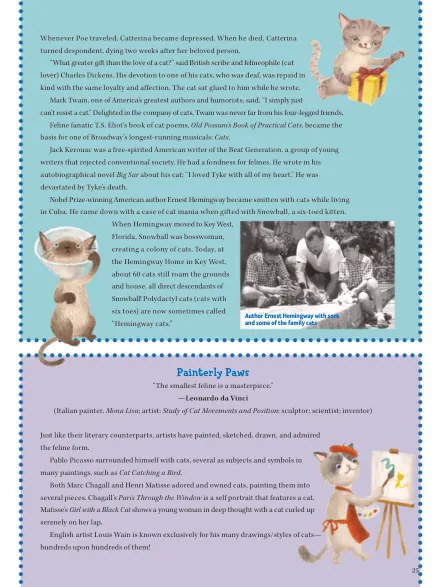 Whenever Poe traveled, Catterina became depressed. When he died, Catterina
turned despondent, dying two weeks after her beloved person.
"What greater gift than the love of a cat?" said British scribe and felineophile (cat
lover) Charles Dickens. His devotion to one of his cats, who was deaf, was repaid in
kind with the same loyalty and affection. The cat sat glued to him while he wrote.
Mark Twain, one of America's greatest authors and humorists, said, "I simply just
can't resist a cat." Delighted in the company of cats, Twain was never far from his four-legged friends.
Feline fanatic T.S. Eliot's book of cat poems, Old Possum's Book of Practical Cats, became the
basis for one of Broadway's longest-running musicals: Cats.
Jack Kerouac was a free-spirited American writer of the Beat Generation, a group of young
writers that rejected conventional society. He had a fondness for felines. He wrote in his
autobiographical novel Big Sur about his cat: "I loved Tyke with all of my heart." He was
devastated by Tyke's death.
Nobel Prize-winning American author Ernest Hemingway became smitten with cats while living
in Cuba. He came down with a case of cat mania when gifted with Snowball, a six-toed kitten.
When Hemingway moved to Key West,
Florida, Snowball was bosswoman,
creating a colony of cats. Today, at
the Hemingway Home in Key West,
about 60 cats still roam the grounds
and house, all direct descendants of
Snowball! Polydactyl cats (cats with
six toes) are now sometimes called
"Hemingway cats."
Author Ernest Hemingway with sons
and some of the family cats
Painterly Paws
"The smallest feline is a masterpiece."
—Leonardo da Vinci
(Italian painter, Mona Lisa; artist: Study of Cat Movements and Position; sculptor; scientist; inventor)
Just like their literary counterparts, artists have painted, sketched, drawn, and admired
the feline form.
Pablo Picasso surrounded himself with cats, several as subjects and symbols in
many paintings, such as Cat Catching a Bird.
Both Marc Chagall and Henri Matisse adored and owned cats, painting them into
several pieces. Chagall's Paris Through the Window is a self portrait that features a cat.
Matisse's Girl with a Black Cat shows a young woman in deep thought with a cat curled up
serenely on her lap.
English artist Louis Wain is known exclusively for his many drawings/styles of cats—
hundreds upon hundreds of them!
25